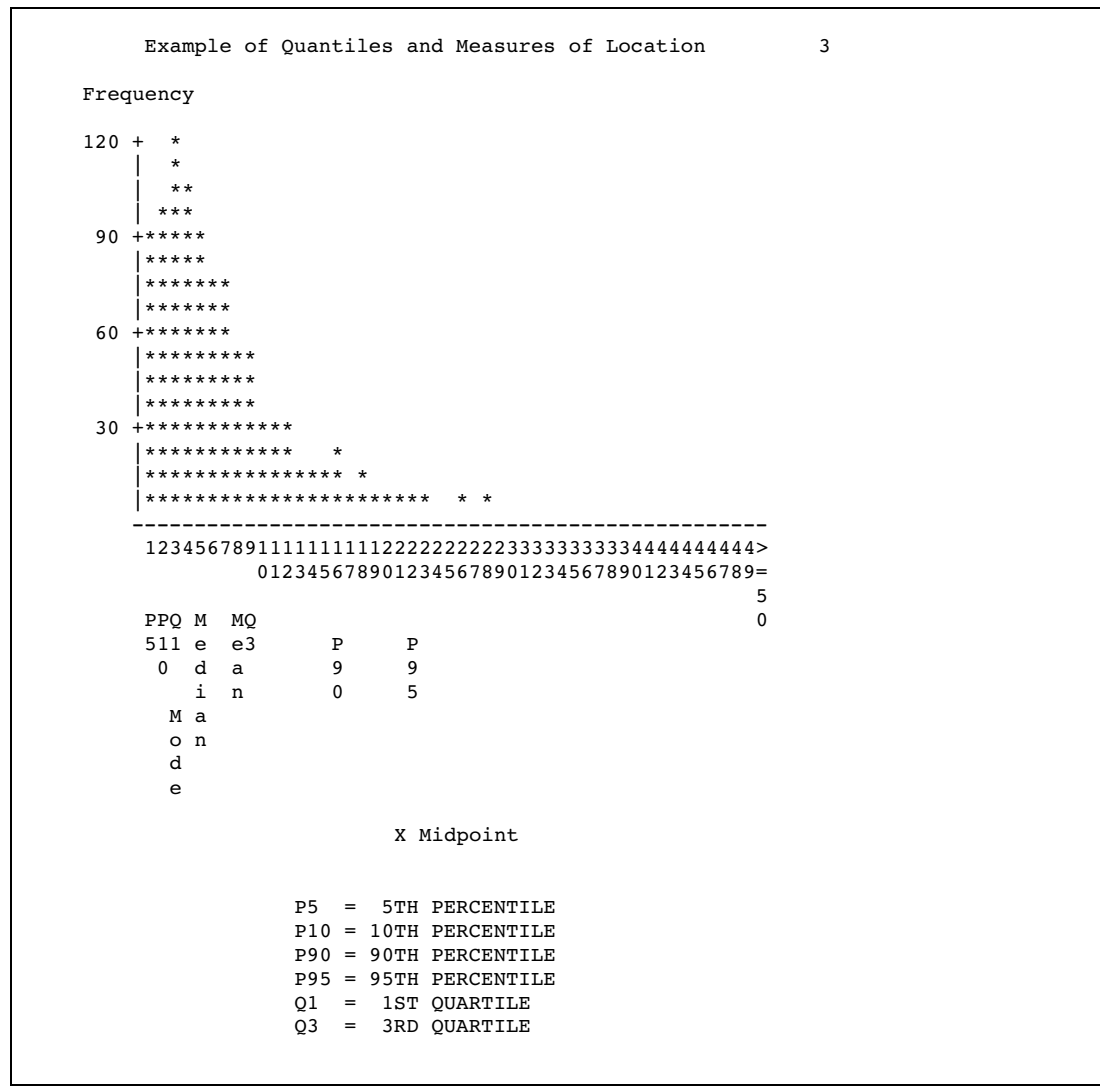 Example of Quantiles and Measures of Location          3
Frequency
120 +  *
    |  *
    |  **
    | ***
 90 +*****
    |*****
    |*******
    |*******
 60 +*******
    |*********
    |*********
    |*********
 30 +************
    |************   *
    |**************** *
    |***********************  * *
    ---------------------------------------------------
     12345678911111111112222222222333333333344444444444>
              0123456789012345678901234567890123456789=
                                                      5
     PPQ M  MQ                                        0
     511 e  e3      P     P
      0  d  a       9     9
         i  n       0     5
       M a
       o n
       d
       e
X Midpoint
P5  =  5TH PERCENTILE
P10 = 10TH PERCENTILE
P90 = 90TH PERCENTILE
P95 = 95TH PERCENTILE
Q1  =  1ST QUARTILE
Q3  =  3RD QUARTILE